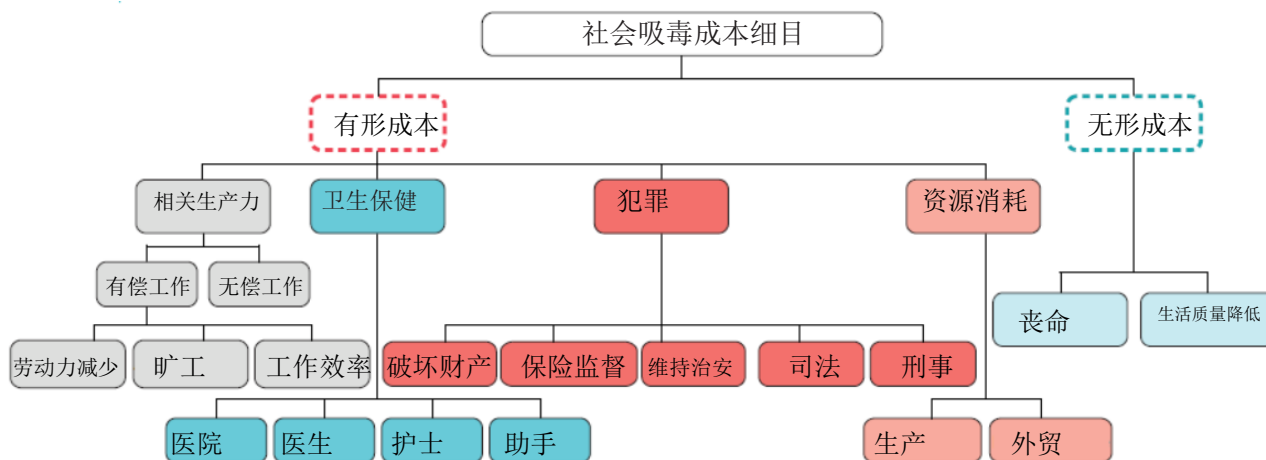 社会吸毒成本细目
有形成本
无形成本
相关生产力
卫生保健
犯罪
资源消耗
有偿工作
无偿工作
丧命
生活质量降低
劳动力减少
旷工
工作效率
破坏财产
保险监督
维持治安
司法
刑事
医院
医生
护士
助手
生产
外贸